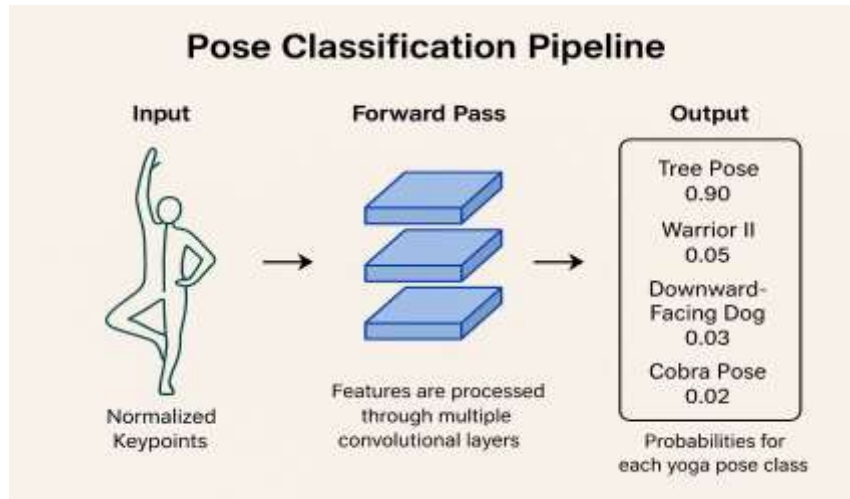 Pose Classification Pipeline
Input
Forward Pass
Output
Tree Pose
0.90
Warrior II
0.05
Downward-
Facing Dog
0.03
Cobra Pose
0.02
Normalized
Keypoints
Features are processed
through multiple
convolutional layers
Probabilities for
each yoga pose class